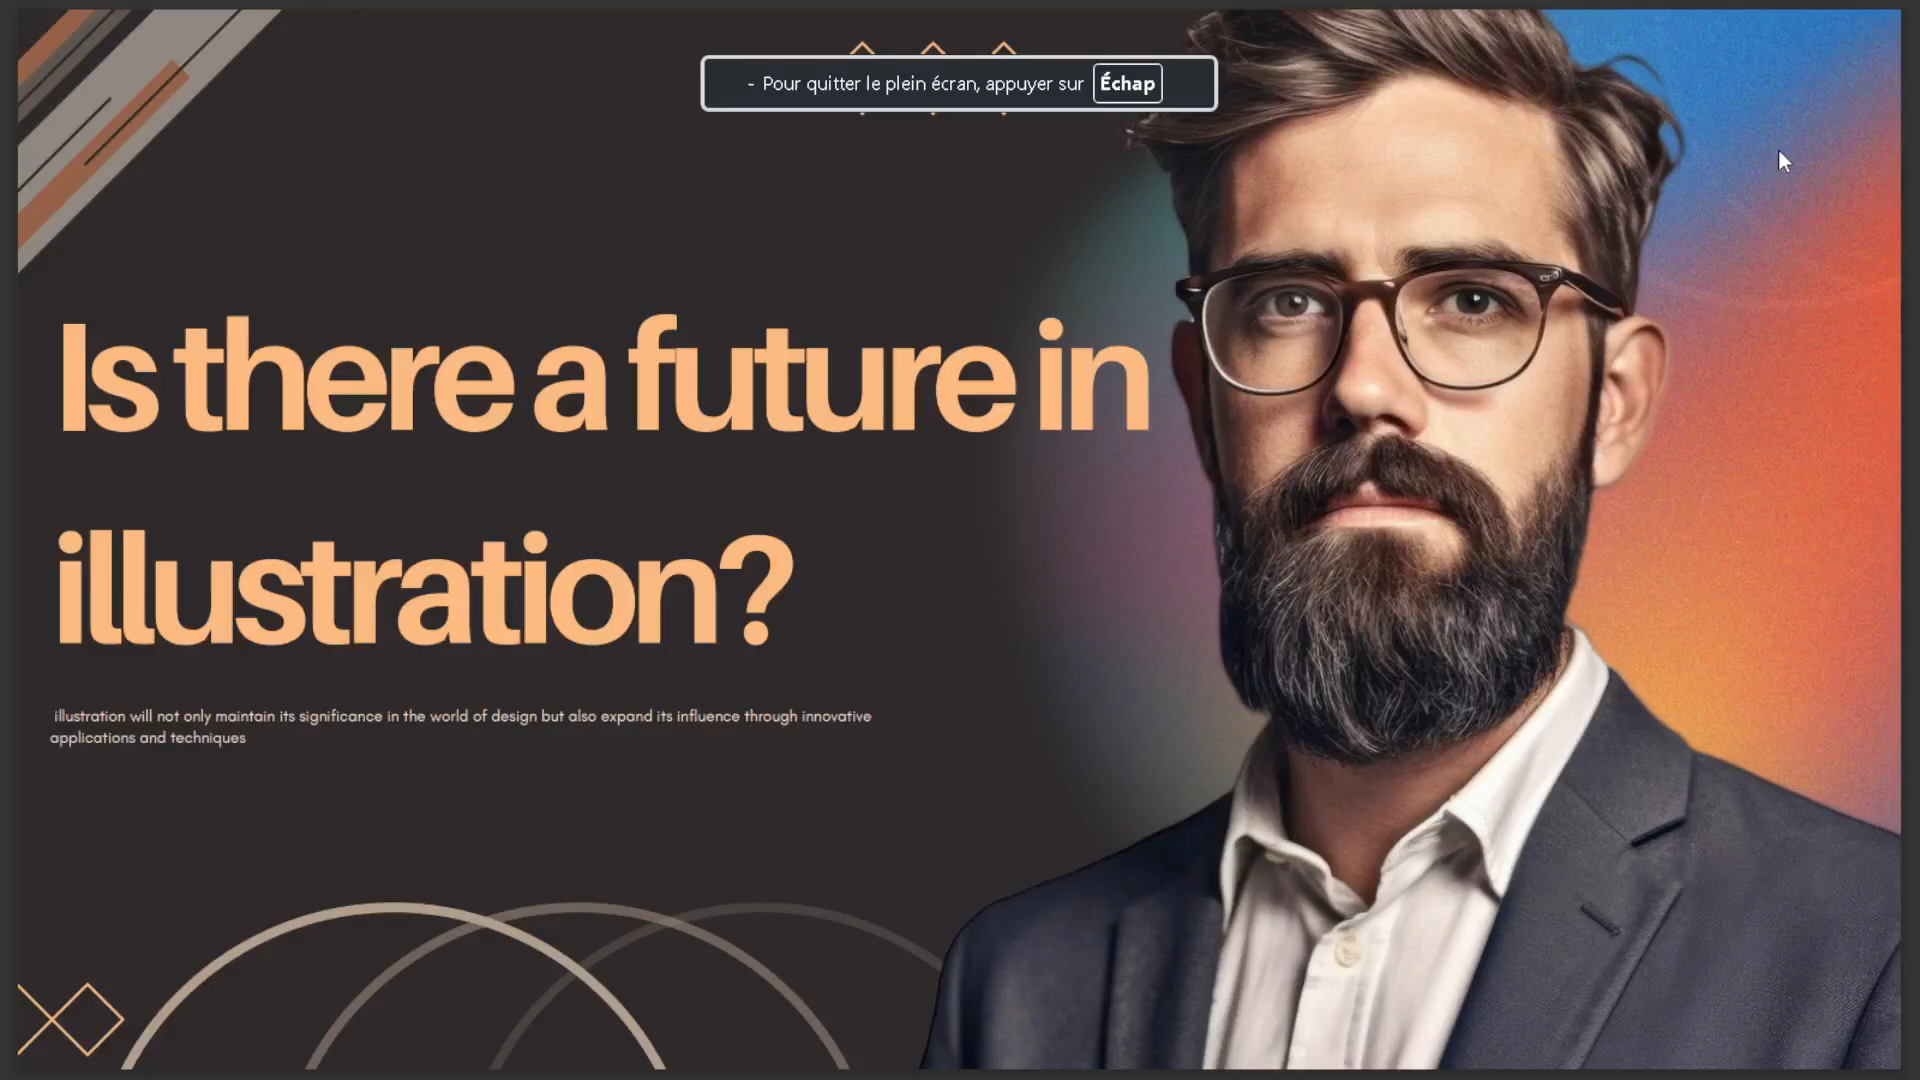 - Pour quitter le plein écran, appuyer sur Échap
Is there a future in
illustration?
illustration will not only maintain its significance in the world of design but also expand its influence through innovative
applications and techniques